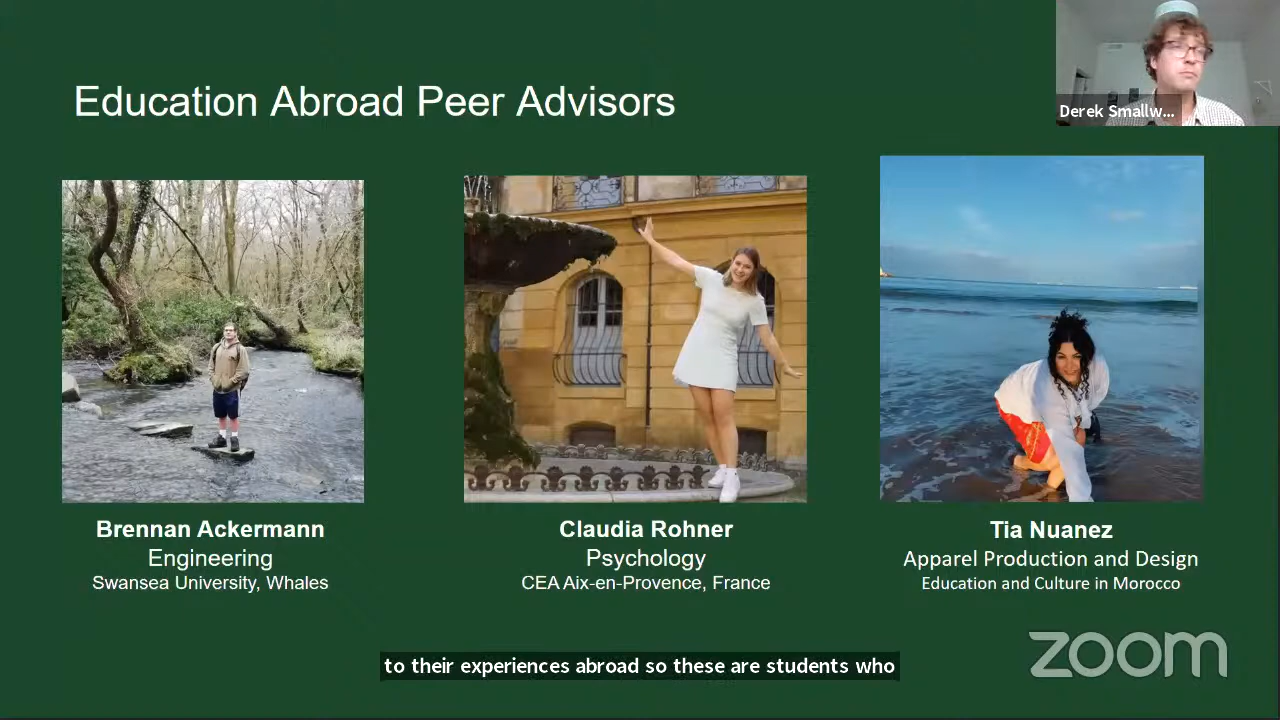 Education Abroad Peer Advisors
Derek Smallw...
Brennan Ackermann
Engineering
Swansea University, Whales
Claudia Rohner
Psychology
CEA Aix-en-Provence, France
Tia Nuanez
Apparel Production and Design
Education and Culture in Morocco
zoom
to their experiences abroad so these are students who